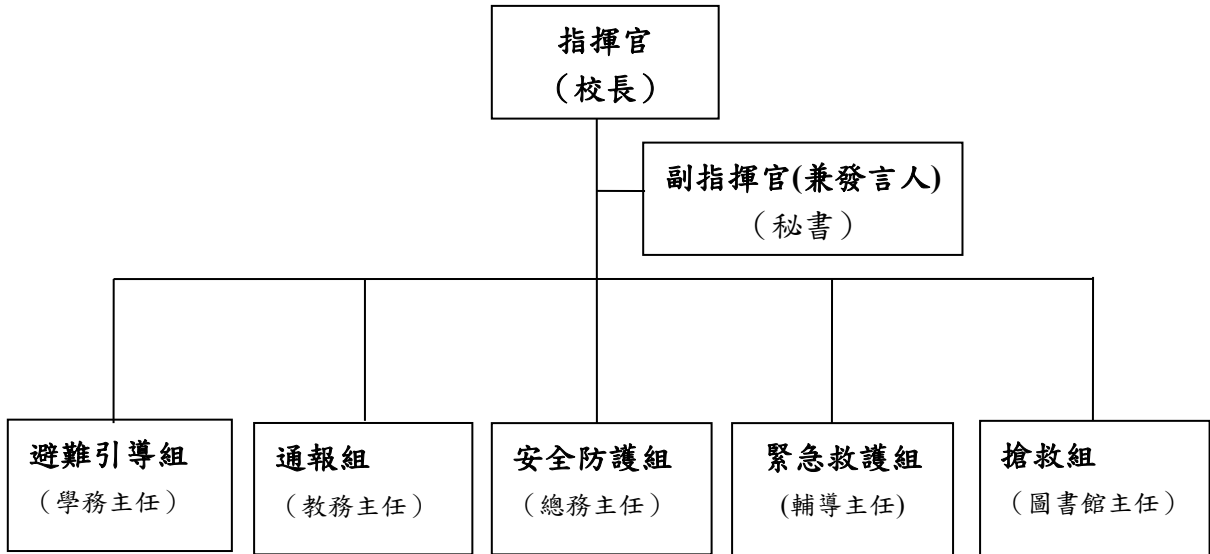 指揮官
（校長）
副指揮官(兼發言人)
（秘書）
避難引導組
（學務主任）
通報組
（教務主任）
安全防護組
（總務主任）
緊急救護組
(輔導主任)
搶救組
（圖書館主任）